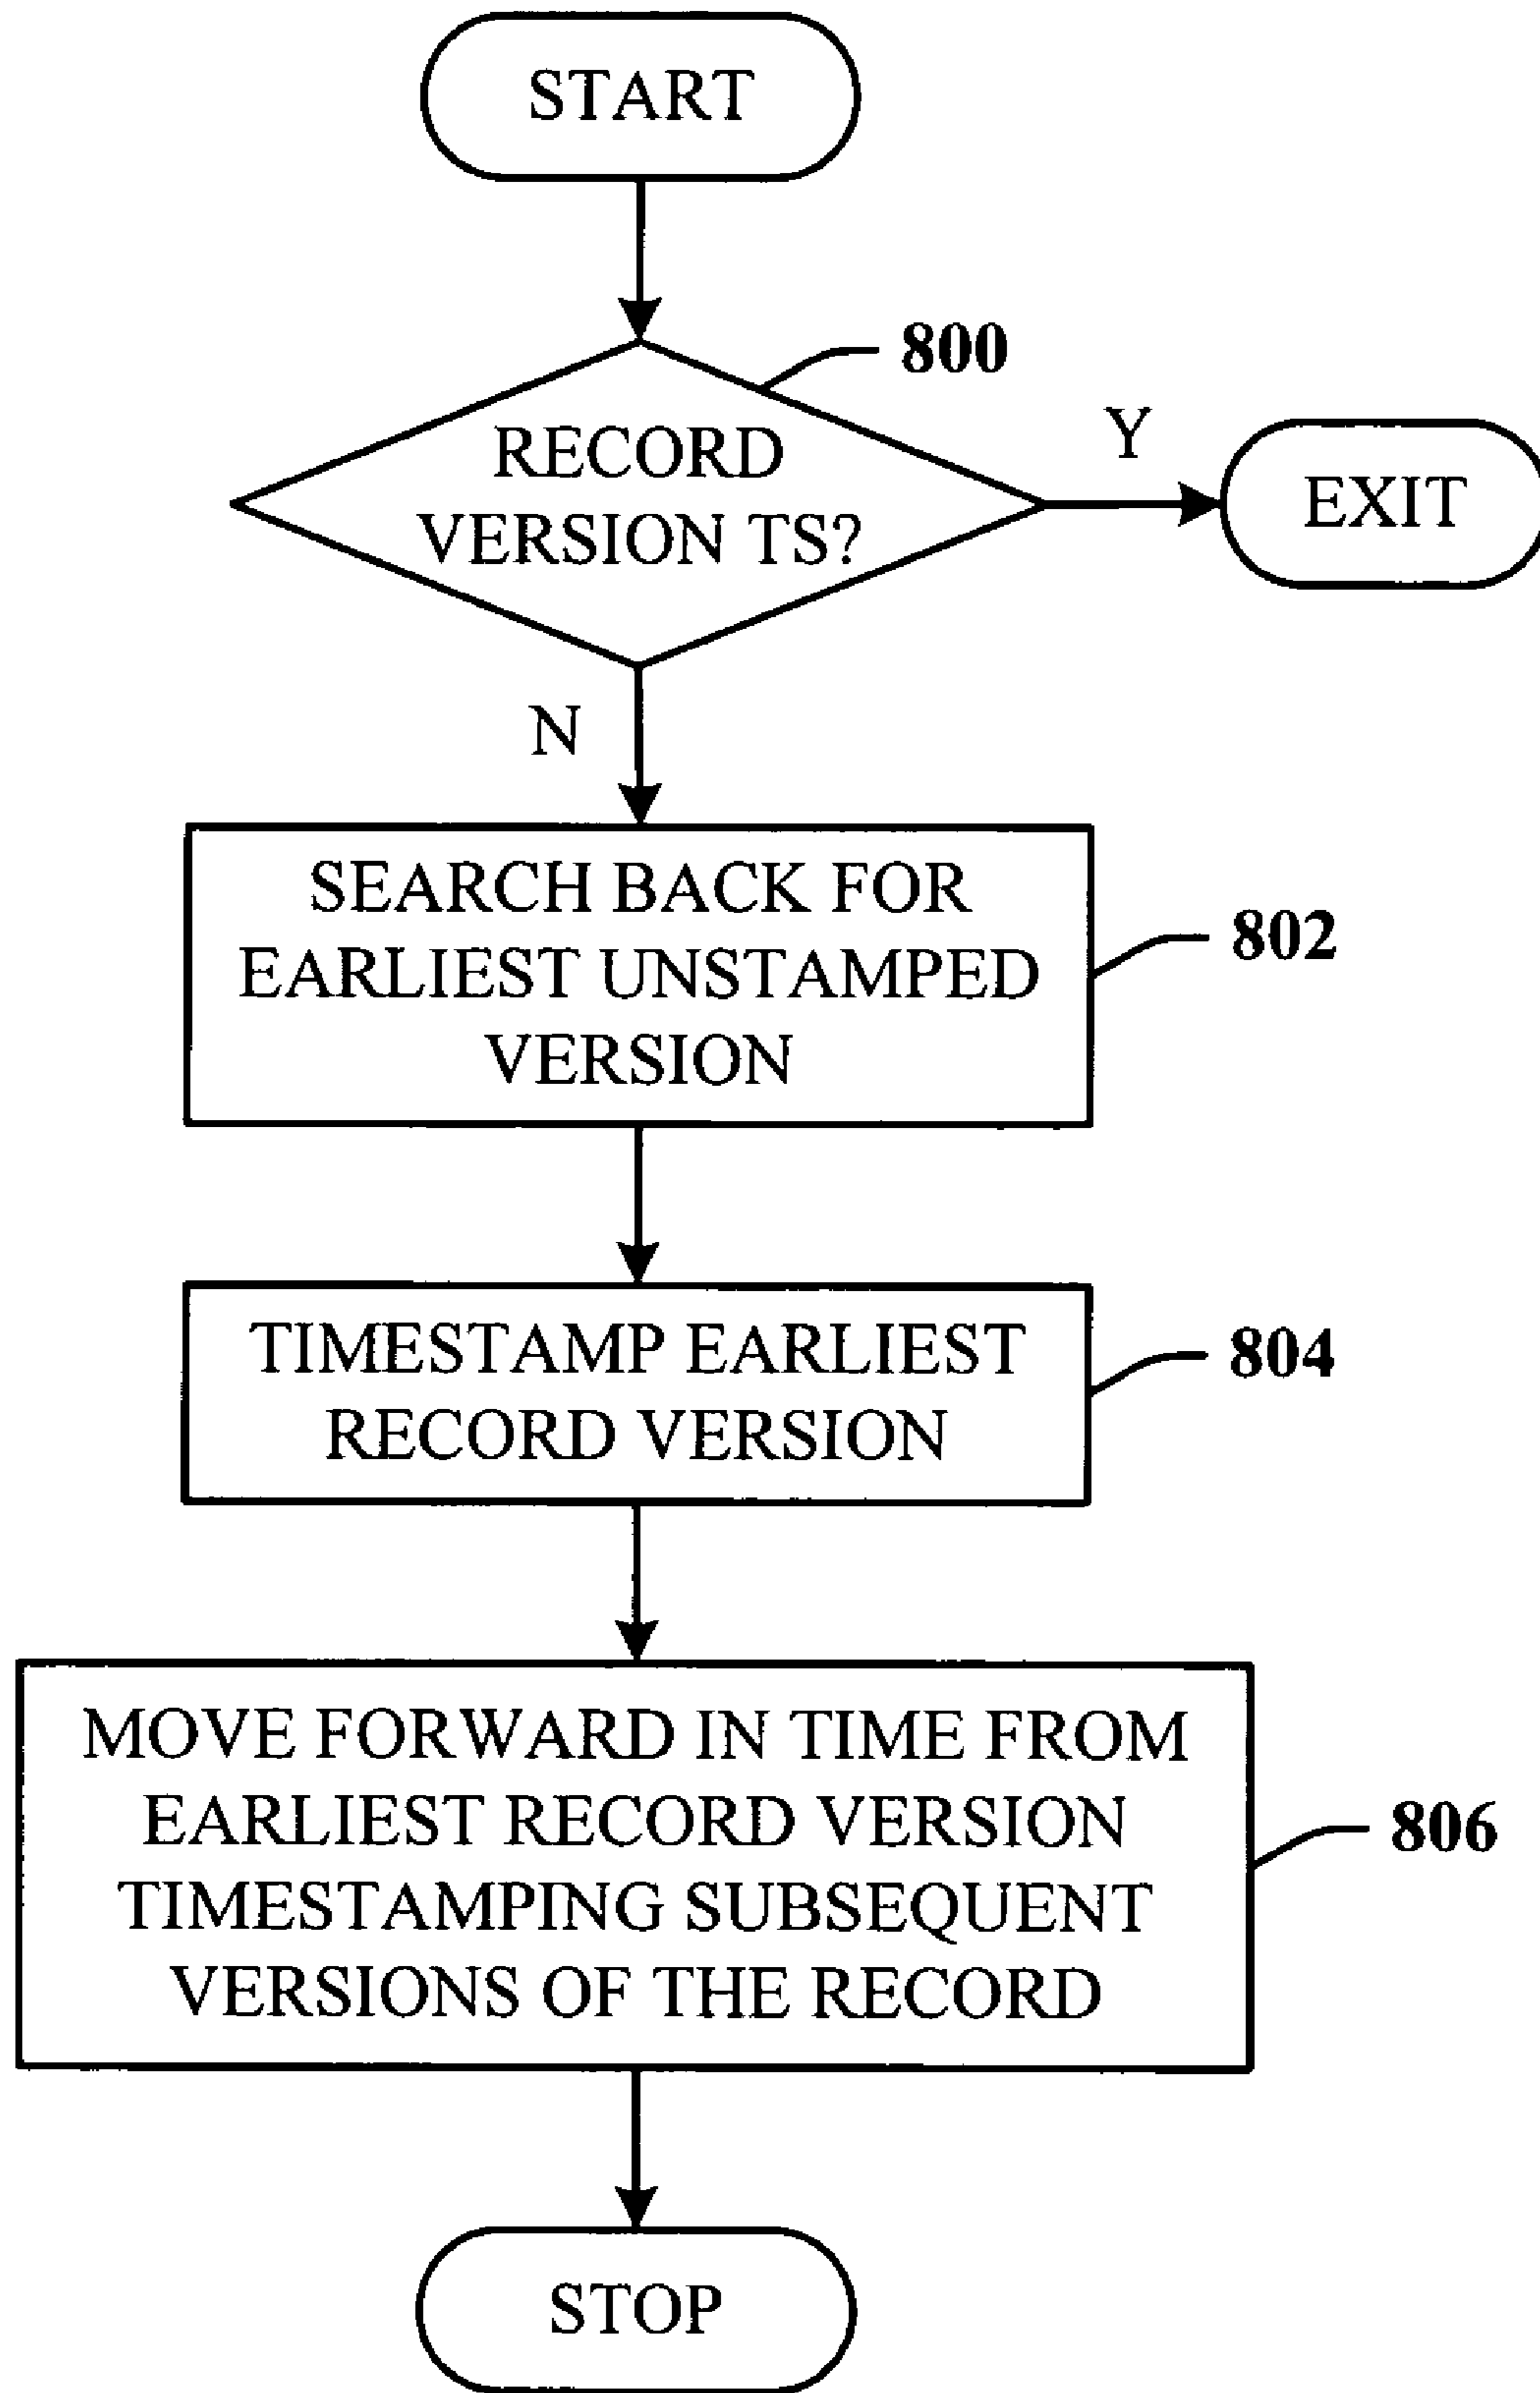 START
800
RECORD
VERSION TS?
Y
EXIT
N
SEARCH BACK FOR
EARLIEST UNSTAMPED
VERSION
802
TIMESTAMP EARLIEST
RECORD VERSION
804
MOVE FORWARD IN TIME FROM
EARLIEST RECORD VERSION
TIMESTAMPING SUBSEQUENT
VERSIONS OF THE RECORD
806
STOP